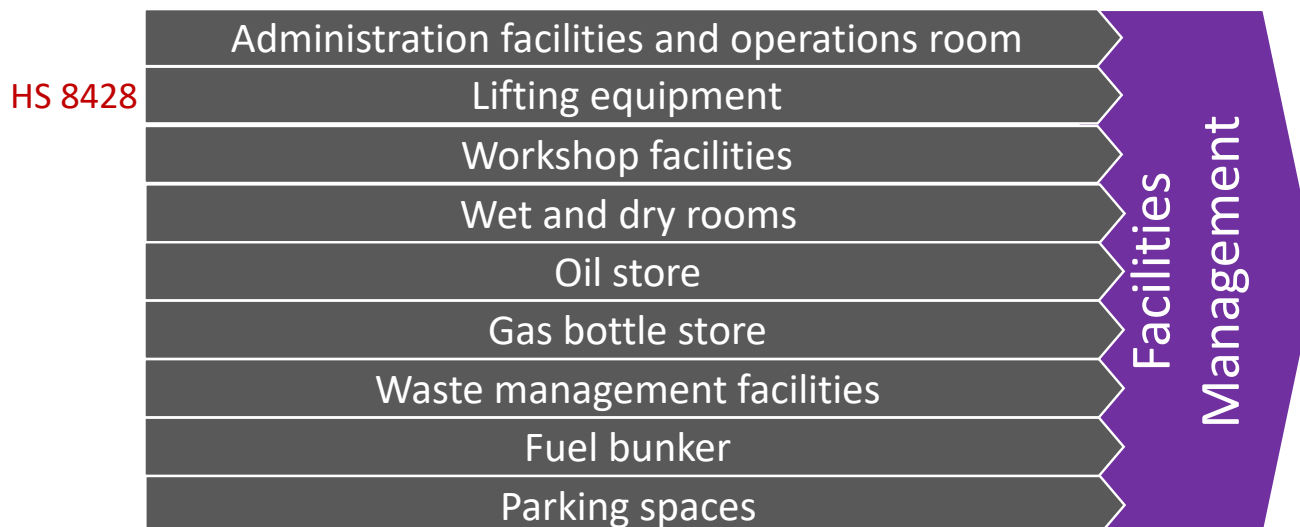 Administration facilities and operations room
HS 8428
Lifting equipment
Workshop facilities
Wet and dry rooms
Oil store
Gas bottle store
Waste management facilities
Fuel bunker
Parking spaces
Facilities
Management